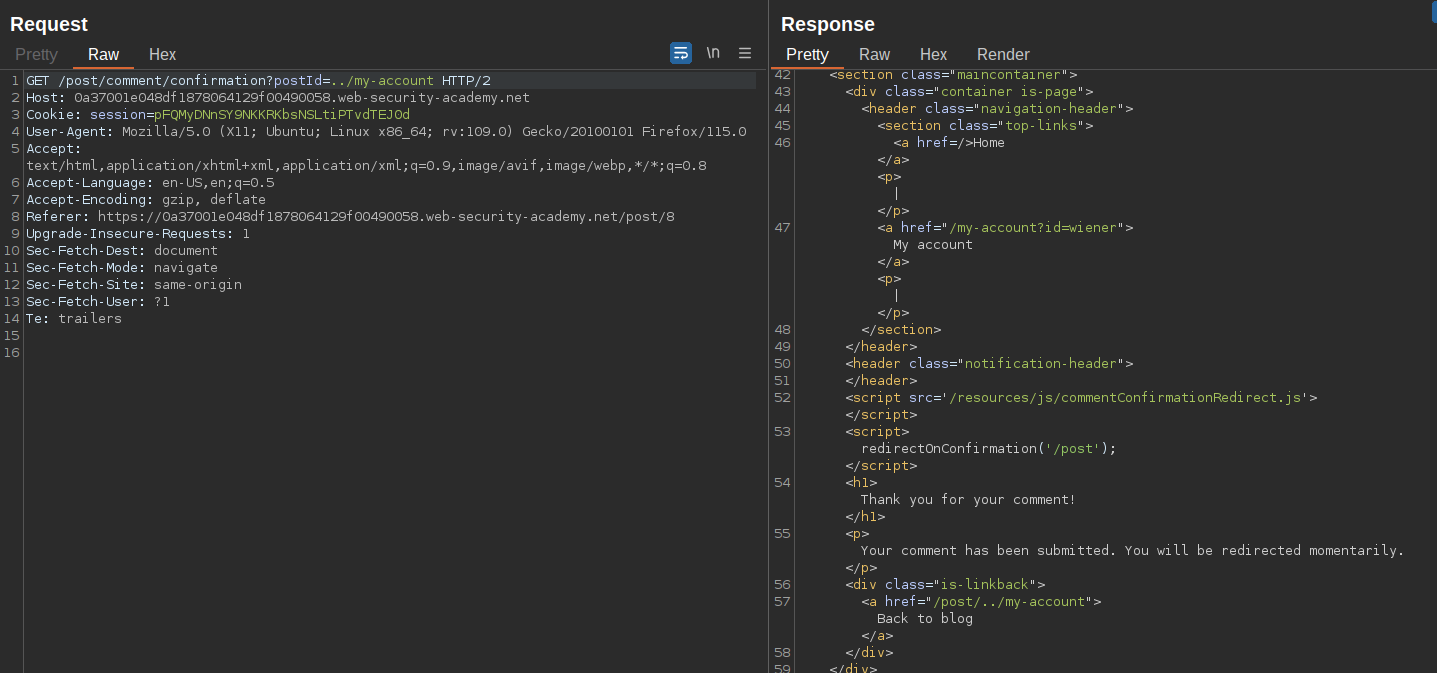 Request
Pretty Raw Hex
\n
1 GET /post/comment/confirmation?postId=../my-account HTTP/2
2 Host: 0a37001e048df1878064129f00490058.web-security-academy.net
3 Cookie: session=pFQMyDNnSY9NKKRKbsNSLtiPTvdTEJ0d
4 User-Agent: Mozilla/5.0 (X11; Ubuntu; Linux x86_64; rv:109.0) Gecko/20100101 Firefox/115.0
5 Accept:
text/html,application/xhtml+xml,application/xml;q=0.9,image/avif,image/webp,*/*;q=0.8
6 Accept-Language: en-US,en;q=0.5
7 Accept-Encoding: gzip, deflate
8 Referer: https://0a37001e048df1878064129f00490058.web-security-academy.net/post/8
9 Upgrade-Insecure-Requests: 1
10 Sec-Fetch-Dest: document
11 Sec-Fetch-Mode: navigate
12 Sec-Fetch-Site: same-origin
13 Sec-Fetch-User: ?1
14 Te: trailers
15
16
Response
Pretty Raw Hex Render
42 <section class="maincontainer">
43 <div class="container is-page">
44 <header class="navigation-header">
45 <section class="top-links">
46 <a href=/>Home
</a>
<p>
|
</p>
47 <a href="/my-account?id=wiener">
My account
</a>
<p>
|
</p>
48 </section>
49 </header>
50 <header class="notification-header">
51 </header>
52 <script src='/resources/js/commentConfirmationRedirect.js'>
</script>
53 <script>
redirectOnConfirmation('/post');
</script>
54 <h1>
Thank you for your comment!
</h1>
55 <p>
Your comment has been submitted. You will be redirected momentarily.
</p>
56 <div class="is-linkback">
57 <a href="/post/../my-account">
Back to blog
</a>
58 </div>
59 </div>